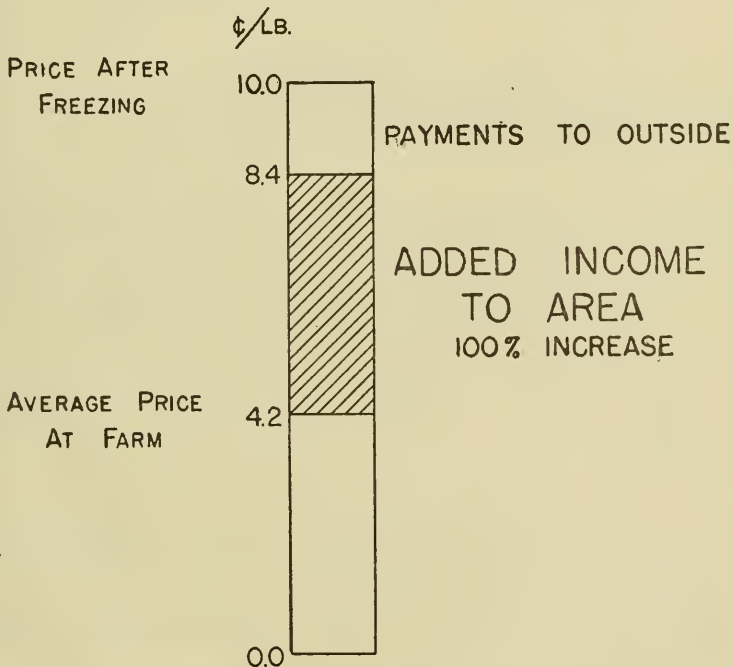 ¢/LB.
PRICE AFTER
FREEZING
10.0
PAYMENTS TO OUTSIDE
8.4
ADDED INCOME
TO AREA
100% INCREASE
AVERAGE PRICE
AT FARM
4.2
0.0